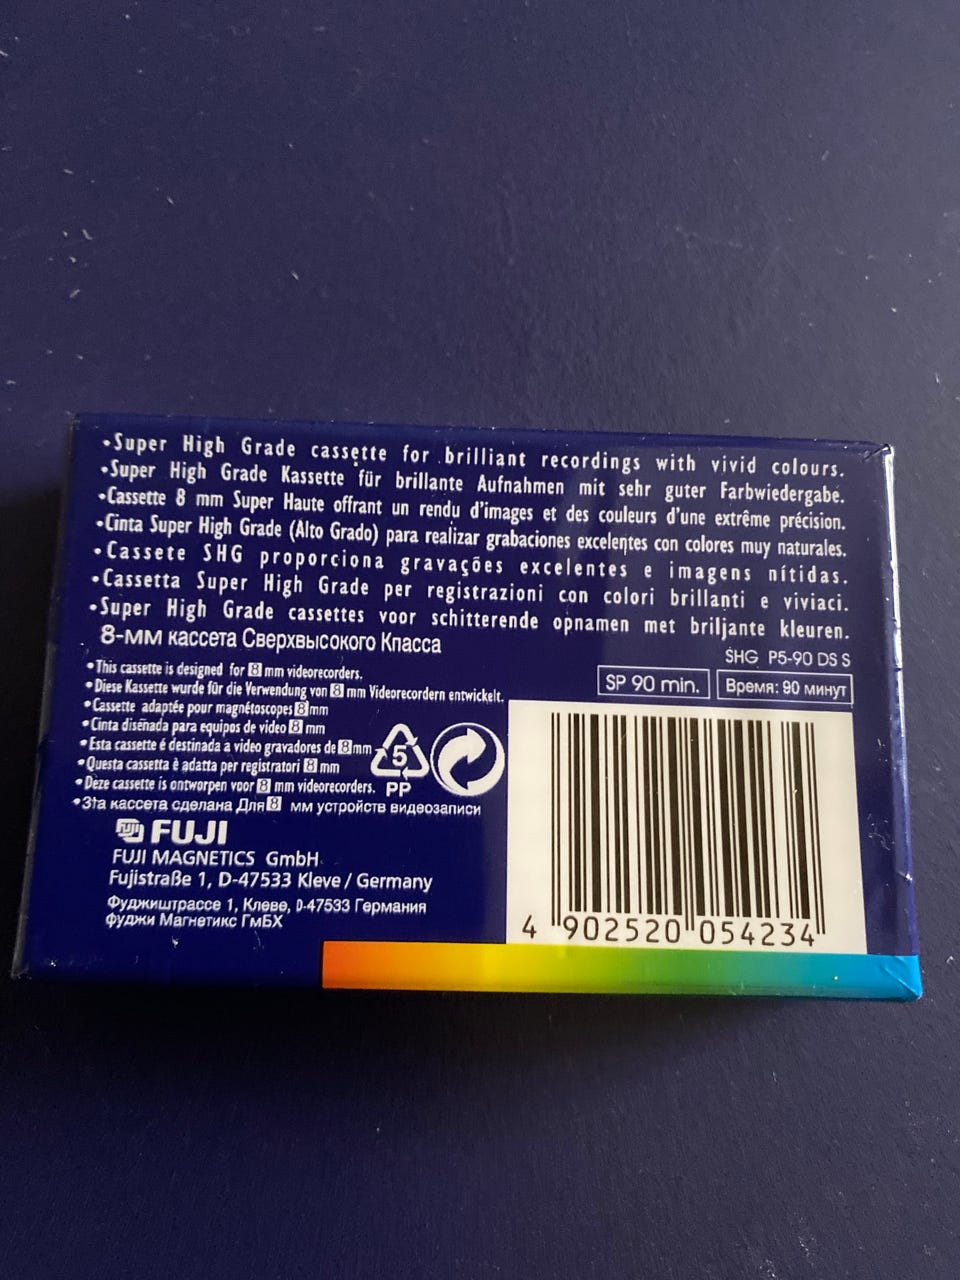 •Super High Grade cassette for brilliant recordings with vivid colours.
•Super High Grade Kassette für brillante Aufnahmen mit sehr guter Farbwiedergabe.
•Cassette 8 mm Super Haute offrant un rendu d'images et des couleurs d'une extrême précision.
•Cinta Super High Grade (Alto Grado) para realizar grabaciones excelentes con colores muy naturales.
•Cassete SHG proporciona gravações excelentes e imagens nítidas.
•Cassetta Super High Grade per registrazioni con colori brillanti e viviaci.
•Super High Grade cassettes voor schitterende opnamen met briljante kleuren.
8-мм кассета Сверхвысокого Класса
SHG P5-90 DS S
SP 90 min.
Время: 90 минут
•This cassette is designed for 8 mm videorecorders.
•Diese Kassette wurde für die Verwendung von 8 mm Videorecordern entwickelt.
•Cassette adaptée pour magnétoscopes 8 mm
•Cinta diseñada para equipos de video 8 mm
•Esta cassetta é destinada a video gravadores de 8 mm
•Questa cassetta è adatta per registratori 8 mm
•Deze cassette is ontworpen voor 8 mm videorecorders.
•Эта кассета сделана Для 8 мм устройств видеозаписи
5
PP
FUJI FUJI
FUJI MAGNETICS GmbH
Fujistraße 1, D-47533 Kleve / Germany
Фуджиштрассе 1, Клеве, D-47533 Германия
фуджи Магнетикс ГмБХ
4 902520 054234